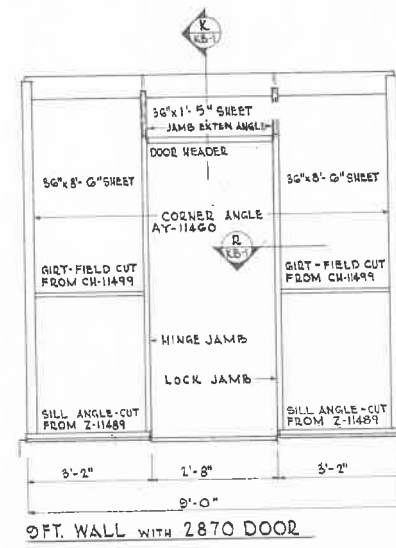 K
KB-1
36"x1'-5" SHEET
JAMB EXTEN ANGLE
DOOR HEADER
36"x8'-6" SHEET
36"x8'-6" SHEET
CORNER ANGLE
AY-11460
R
KB-1
GIRT-FIELD CUT
FROM CH-11499
GIRT-FIELD CUT
FROM CH-11499
HINGE JAMB
LOCK JAMB
SILL ANGLE-CUT
FROM Z-11489
SILL ANGLE-CUT
FROM Z-11489
3'-2"
2'-8"
3'-2"
9'-0"
9FT. WALL WITH 2870 DOOR